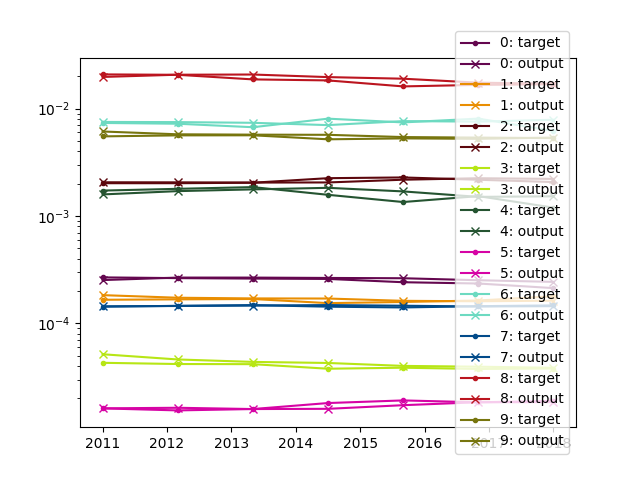 10⁻²
10⁻³
10⁻⁴
2011
2012
2013
2014
2015
2016
2017
2018
0: target
0: output
1: target
1: output
2: target
2: output
3: target
3: output
4: target
4: output
5: target
5: output
6: target
6: output
7: target
7: output
8: target
8: output
9: target
9: output